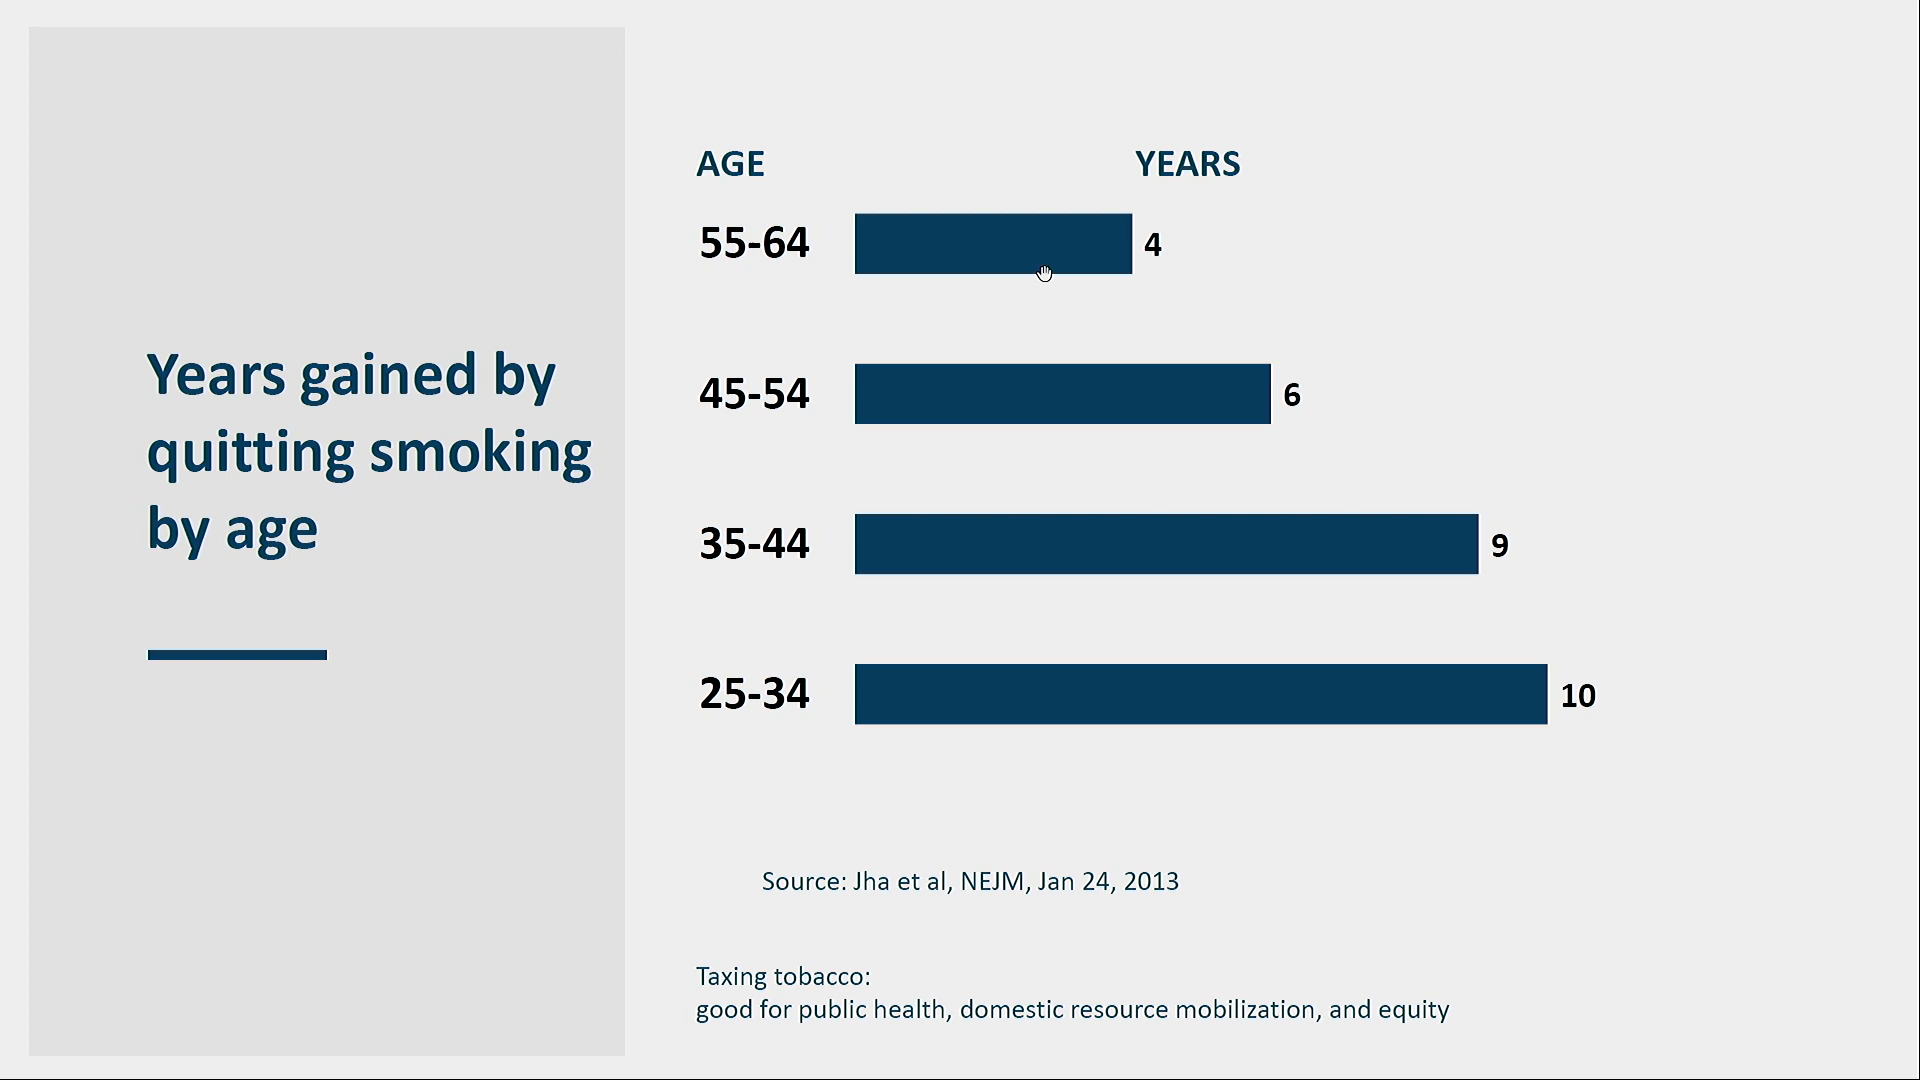 Years gained by
quitting smoking
by age
AGE YEARS
55-64 4
45-54 6
35-44 9
25-34 10
Source: Jha et al, NEJM, Jan 24, 2013
Taxing tobacco:
good for public health, domestic resource mobilization, and equity